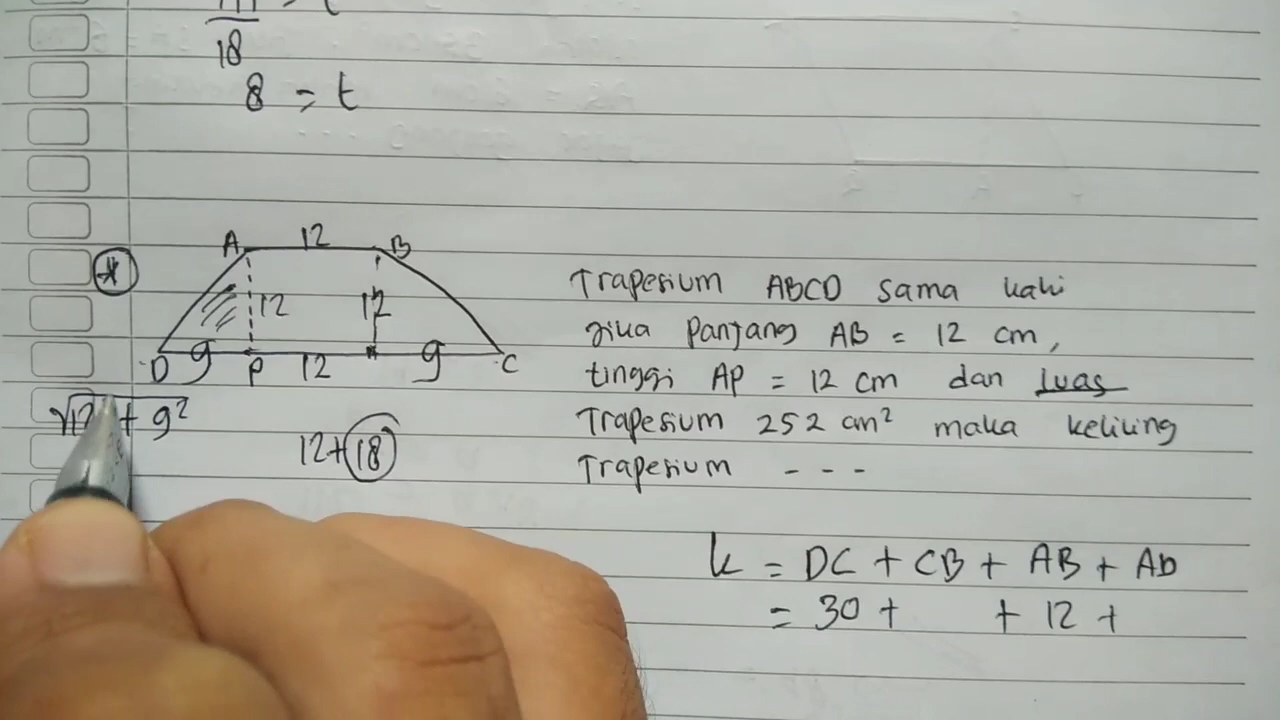 18
8 = t
A 12 B
12 12
D 9 P 12 9 C
+ 9²
12+18
Trapesium ABCD sama kaki
jika Panjang AB = 12 cm,
tinggi AP = 12 cm dan Luas
Trapesium 252 cm² maka keliling
Trapesium - - -
k = DC + CB + AB + AD
= 30 + + 12 +